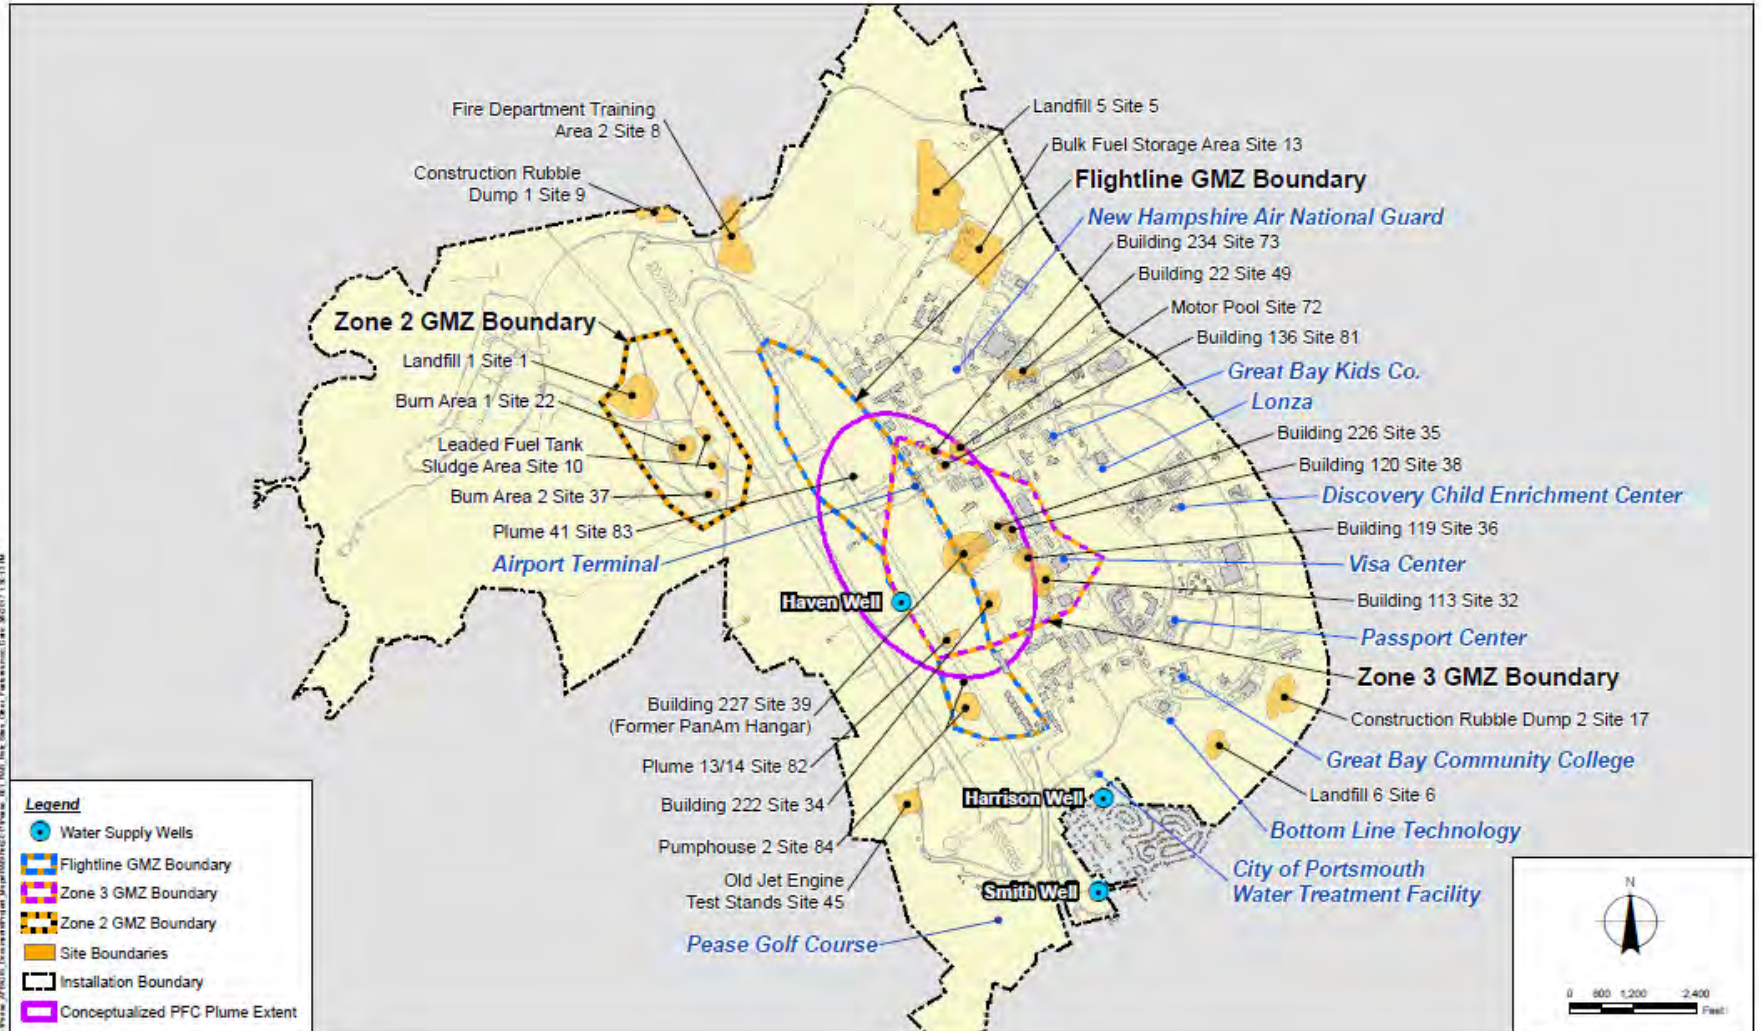 Fire Department Training
Area 2 Site 8
Construction Rubble
Dump 1 Site 9
Landfill 5 Site 5
Bulk Fuel Storage Area Site 13
Flightline GMZ Boundary
New Hampshire Air National Guard
Building 234 Site 73
Building 22 Site 49
Motor Pool Site 72
Building 136 Site 81
Great Bay Kids Co.
Lonza
Building 226 Site 35
Building 120 Site 38
Discovery Child Enrichment Center
Building 119 Site 36
Visa Center
Building 113 Site 32
Passport Center
Zone 3 GMZ Boundary
Construction Rubble Dump 2 Site 17
Great Bay Community College
Landfill 6 Site 6
Bottom Line Technology
City of Portsmouth
Water Treatment Facility
Zone 2 GMZ Boundary
Landfill 1 Site 1
Burn Area 1 Site 22
Leaded Fuel Tank
Sludge Area Site 10
Burn Area 2 Site 37
Plume 41 Site 83
Airport Terminal
Haven Well
Building 227 Site 39
(Former PanAm Hangar)
Plume 13/14 Site 82
Building 222 Site 34
Pumphouse 2 Site 84
Old Jet Engine
Test Stands Site 45
Harrison Well
Smith Well
Pease Golf Course
Legend
Water Supply Wells
Flightline GMZ Boundary
Zone 3 GMZ Boundary
Zone 2 GMZ Boundary
Site Boundaries
Installation Boundary
Conceptualized PFC Plume Extent
N
0 600 1,200 2,400
Feet